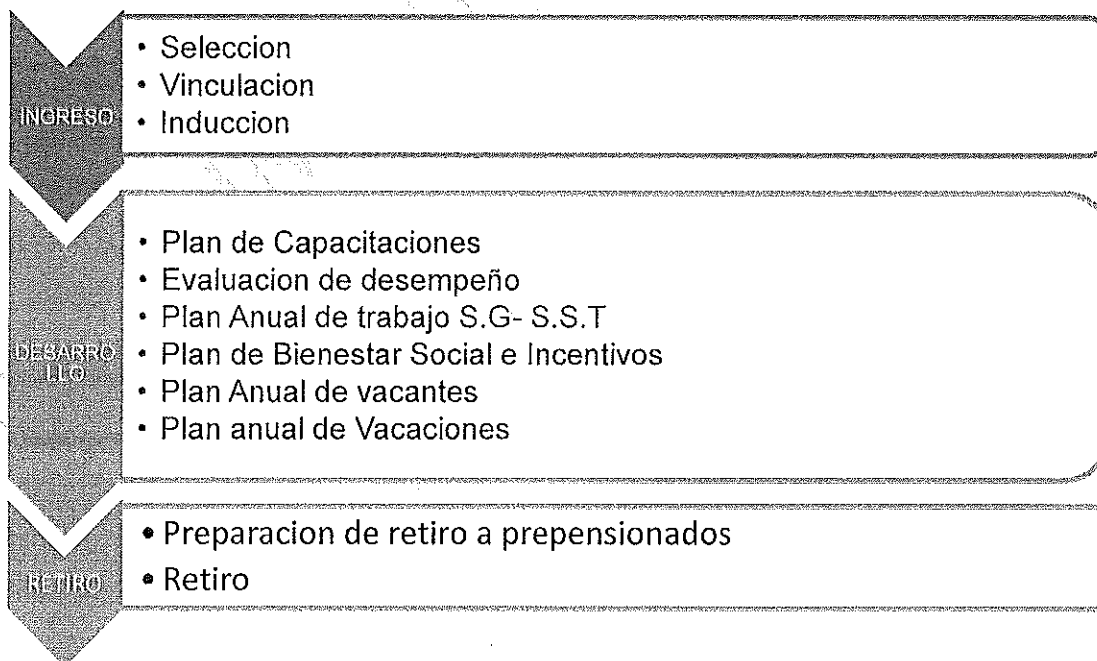 INGRESO
• Seleccion
• Vinculacion
• Induccion
DESARRO
LLO
• Plan de Capacitaciones
• Evaluacion de desempeño
• Plan Anual de trabajo S.G- S.S.T
• Plan de Bienestar Social e Incentivos
• Plan Anual de vacantes
• Plan anual de Vacaciones
RETIRO
• Preparacion de retiro a prepensionados
• Retiro